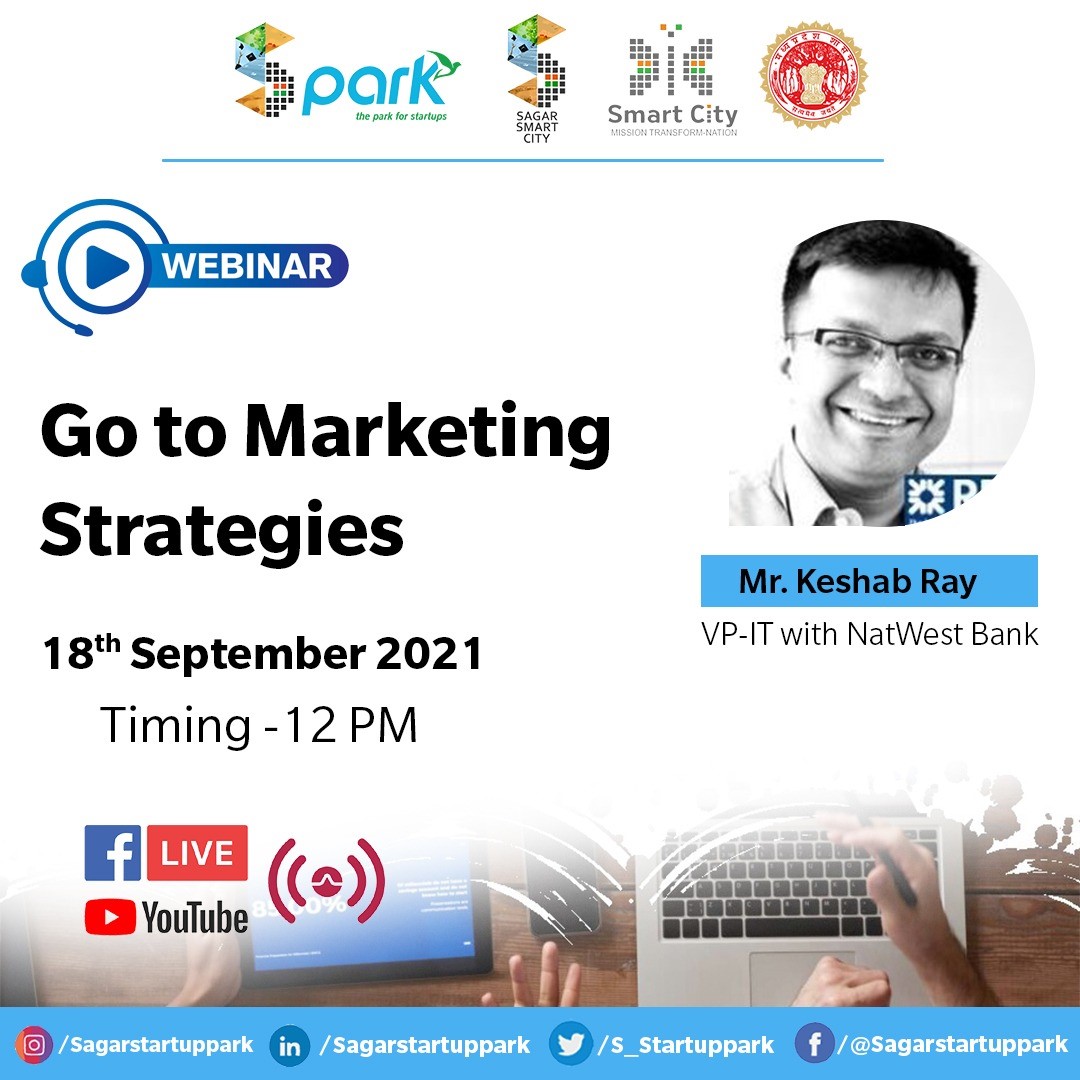 Spark
the park for startups
SAGAR
SMART
CITY
Smart City
MISSION TRANSFORM-NATION
WEBINAR
Go to Marketing
Strategies
18th September 2021
Timing -12 PM
Mr. Keshab Ray
VP-IT with NatWest Bank
LIVE
YouTube
/Sagarstartuppark
/Sagarstartuppark
/S_Startuppark
/@Sagarstartuppark